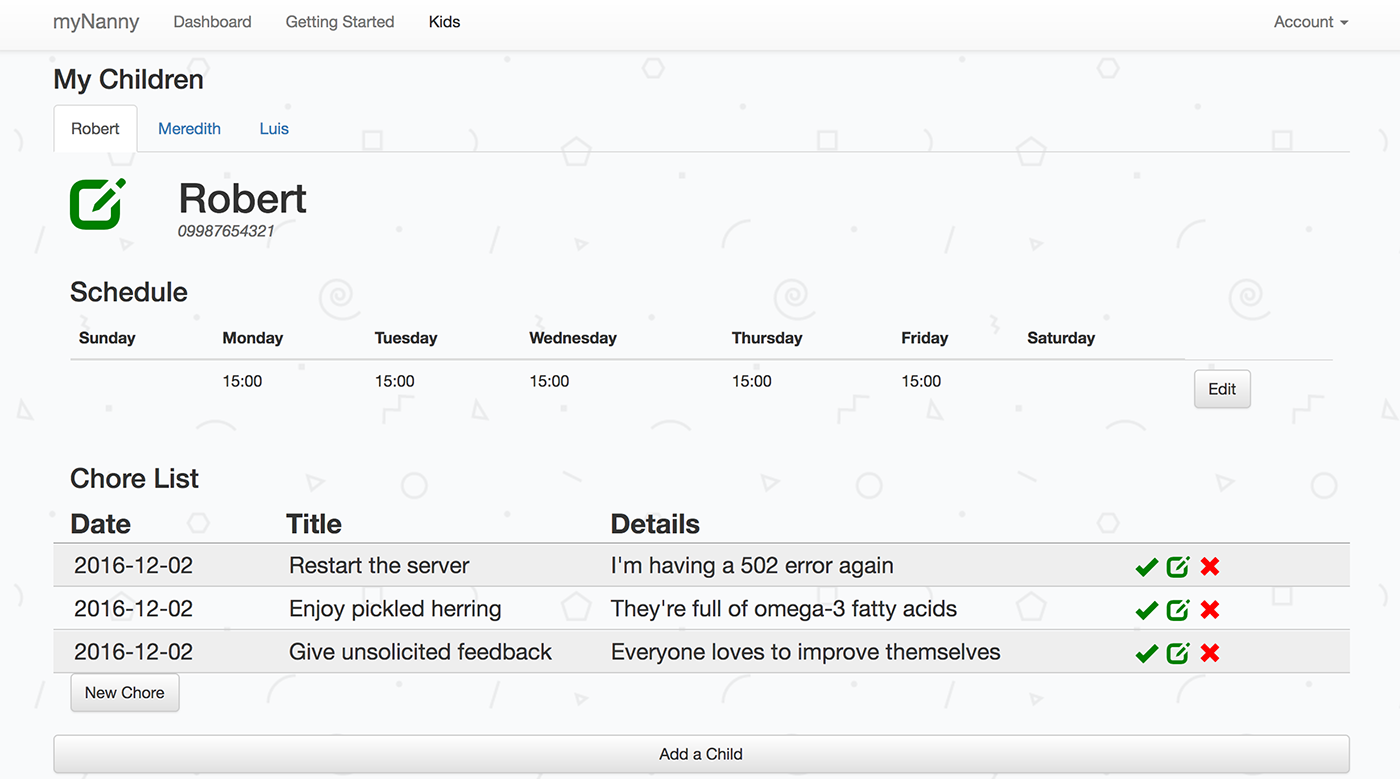 myNanny Dashboard Getting Started Kids Account
My Children
Robert Meredith Luis
Robert
09987654321
Schedule
Sunday Monday Tuesday Wednesday Thursday Friday Saturday
15:00 15:00 15:00 15:00 15:00
Edit
Chore List
Date Title Details
2016-12-02 Restart the server I'm having a 502 error again
2016-12-02 Enjoy pickled herring They're full of omega-3 fatty acids
2016-12-02 Give unsolicited feedback Everyone loves to improve themselves
New Chore
Add a Child